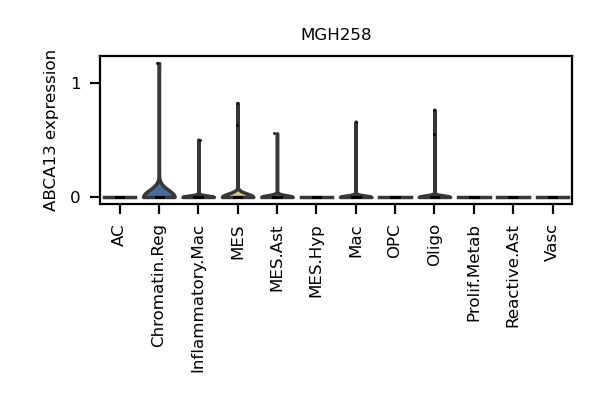 MGH258
ABCA13 expression
1
0
AC
Chromatin.Reg
Inflammatory.Mac
MES
MES.Ast
MES.Hyp
Mac
OPC
Oligo
Prolif.Metab
Reactive.Ast
Vasc